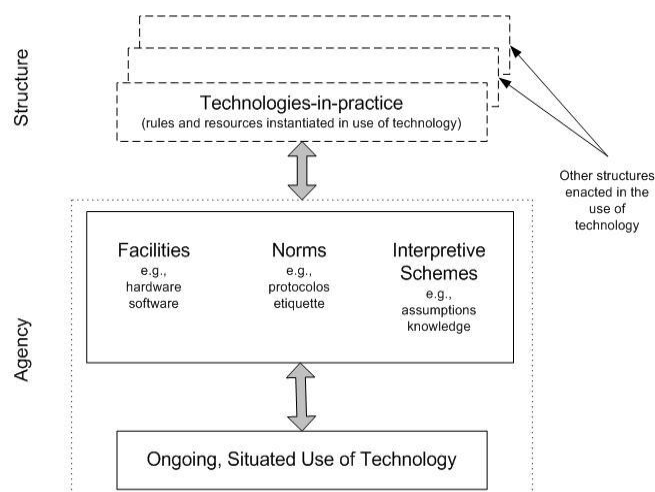 Structure
Technologies-in-practice
(rules and resources instantiated in use of technology)
Other structures
enacted in the
use of
technology
Facilities
e.g.,
hardware
software
Norms
e.g.,
protocolos
etiquette
Interpretive
Schemes
e.g.,
assumptions
knowledge
Agency
Ongoing, Situated Use of Technology